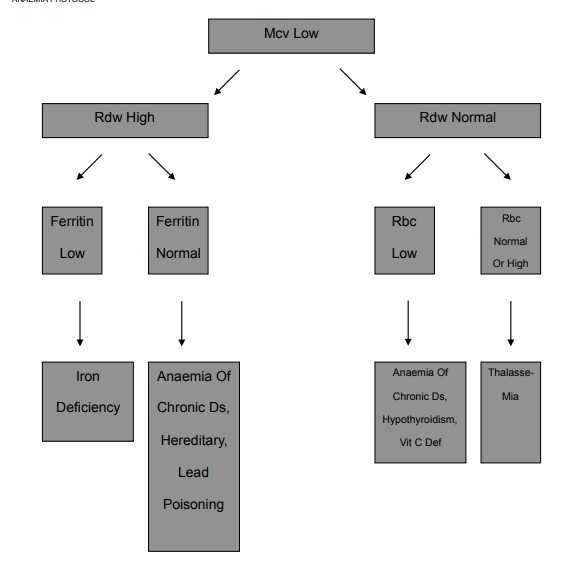 ANAEMIA PROTOCOL
Mcv Low
Rdw High
Rdw Normal
Ferritin
Low
Ferritin
Normal
Rbc
Low
Rbc
Normal
Or High
Iron
Deficiency
Anaemia Of
Chronic Ds,
Hereditary,
Lead
Poisoning
Anaemia Of
Chronic Ds,
Hypothyroidism,
Vit C Def
Thalasse-
Mia